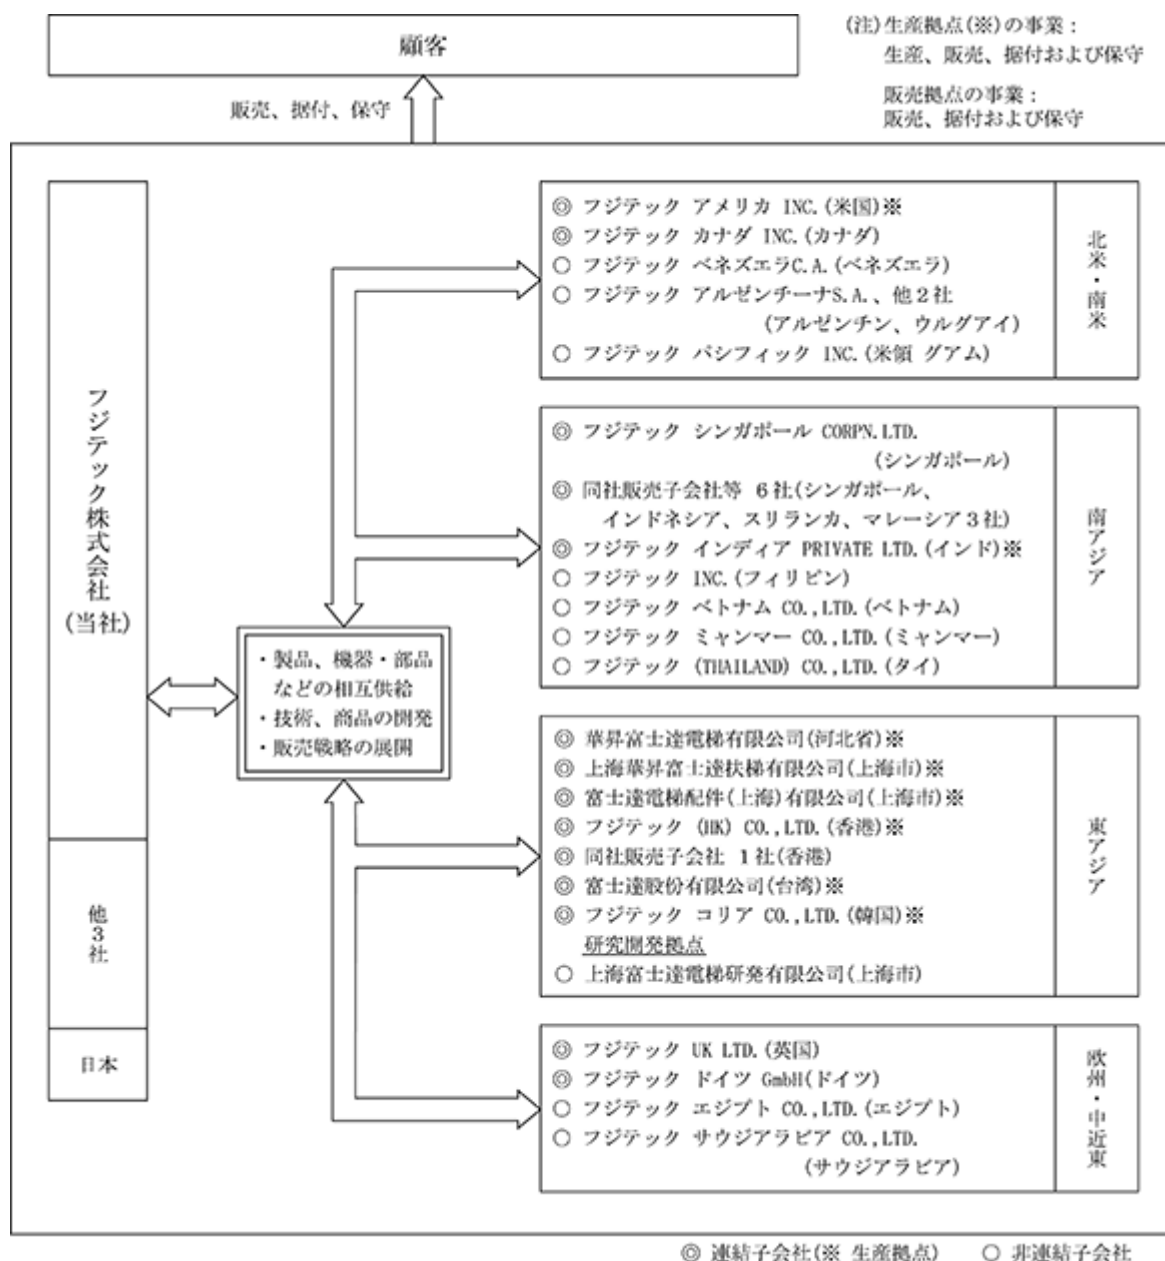 顧客
(注)生産拠点(※)の事業：
生産、販売、据付および保守
販売拠点の事業：
販売、据付および保守
販売、据付、保守
フジテック株式会社
(当社)
他3社
日本
・製品、機器・部品
などの相互供給
・技術、商品の開発
・販売戦略の展開
◎ フジテック アメリカ INC.(米国)※
◎ フジテック カナダ INC.(カナダ)
○ フジテック ベネズエラC.A.(ベネズエラ)
○ フジテック アルゼンチーナS.A.、他2社
(アルゼンチン、ウルグアイ)
○ フジテック パシフィック INC.(米領 グアム)
北米・南米
◎ フジテック シンガポール CORPN.LTD.
(シンガポール)
◎ 同社販売子会社等 6社(シンガポール、
インドネシア、スリランカ、マレーシア3社)
◎ フジテック インディア PRIVATE LTD.(インド)※
○ フジテック INC.(フィリピン)
○ フジテック ベトナム CO.,LTD.(ベトナム)
○ フジテック ミャンマー CO.,LTD.(ミャンマー)
○ フジテック (THAILAND) CO.,LTD.(タイ)
南アジア
◎ 華昇富士達電梯有限公司(河北省)※
◎ 上海華昇富士達扶梯有限公司(上海市)※
◎ 富士達電梯配件(上海)有限公司(上海市)※
◎ フジテック (HK) CO.,LTD.(香港)※
◎ 同社販売子会社 1社(香港)
◎ 富士達股份有限公司(台湾)※
◎ フジテック コリア CO.,LTD.(韓国)※
研究開発拠点
○ 上海富士達電梯研発有限公司(上海市)
東アジア
◎ フジテック UK LTD.(英国)
◎ フジテック ドイツ GmbH(ドイツ)
○ フジテック エジプト CO.,LTD.(エジプト)
○ フジテック サウジアラビア CO.,LTD.
(サウジアラビア)
欧州・中近東
◎ 連結子会社(※ 生産拠点) ○ 非連結子会社